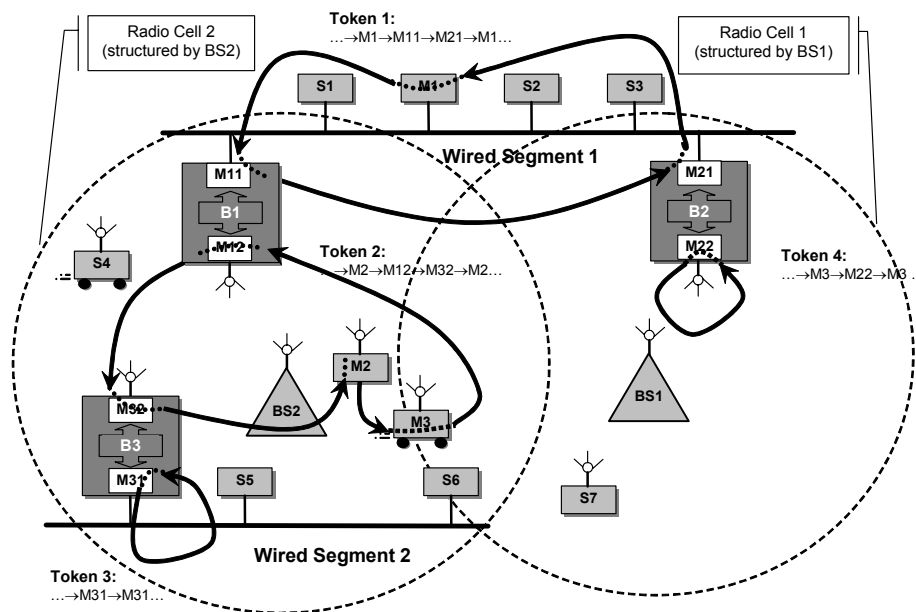 Token 1:
…→M1→M11→M21→M1…
Radio Cell 2
(structured by BS2)
Radio Cell 1
(structured by BS1)
S1
M1
S2
S3
Wired Segment 1
M11
B1
M12
M21
B2
M22
S4
Token 2:
→M2→M12→M32→M2…
Token 4:
…→M3→M22→M3 .
M2
BS2
M3
BS1
M32
B3
M31
S5
S6
S7
Wired Segment 2
Token 3:
…→M31→M31…